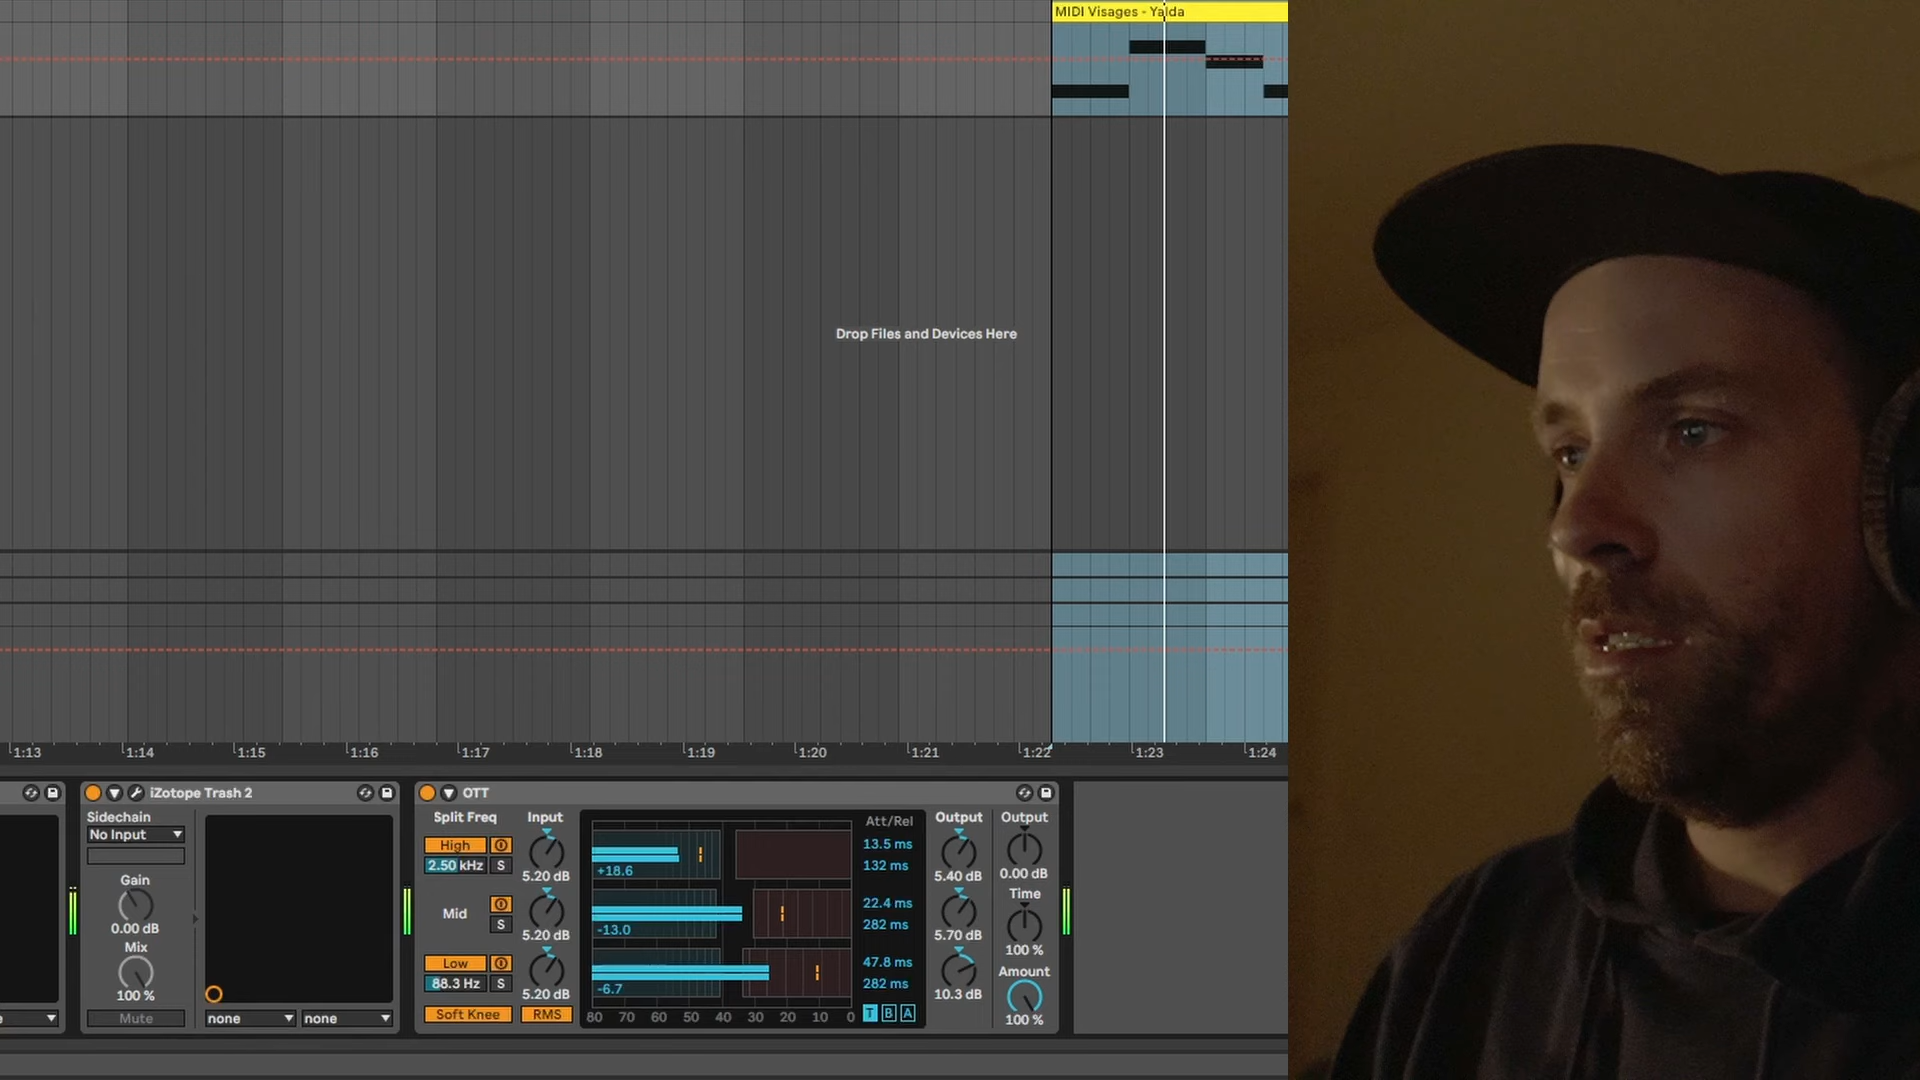 MIDI Visages - Yalda
Drop Files and Devices Here
1:13 1:14 1:15 1:16 1:17 1:18 1:19 1:20 1:21 1:22 1:23 1:24
iZotope Trash 2
Sidechain
No Input
Gain
0.00 dB
Mix
100 %
Mute
none none
OTT
Split Freq Input
High
2.50 kHz S
5.20 dB
Mid
S
5.20 dB
Low
88.3 Hz S
5.20 dB
Soft Knee RMS
+18.6
-13.0
-6.7
80 70 60 50 40 30 20 10 0
Att/Rel
13.5 ms
132 ms
22.4 ms
282 ms
47.8 ms
282 ms
T B A
Output
5.40 dB
5.70 dB
10.3 dB
Output
0.00 dB
Time
100 %
Amount
100 %